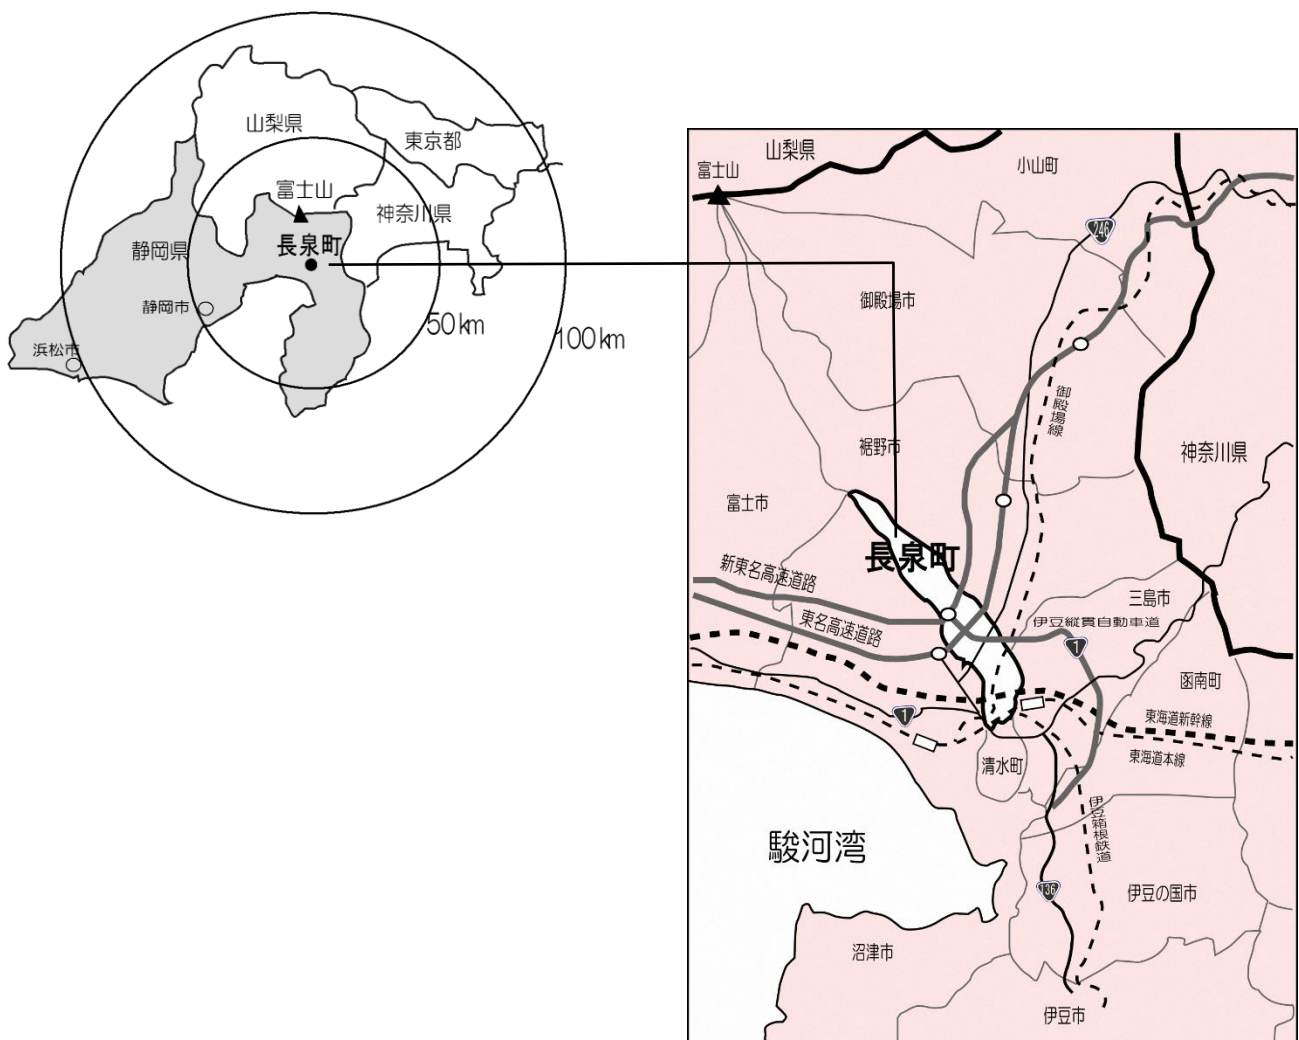 山梨県
東京都
富士山
神奈川県
長泉町
静岡県
静岡市
50km
100km
浜松市
山梨県
富士山
小山町
246
御殿場市
御殿場線
裾野市
神奈川県
富士市
長泉町
新東名高速道路
三島市
東名高速道路
伊豆縦貫自動車道
1
函南町
1
東海道新幹線
東海道本線
清水町
伊豆箱根鉄道
駿河湾
136
伊豆の国市
沼津市
伊豆市